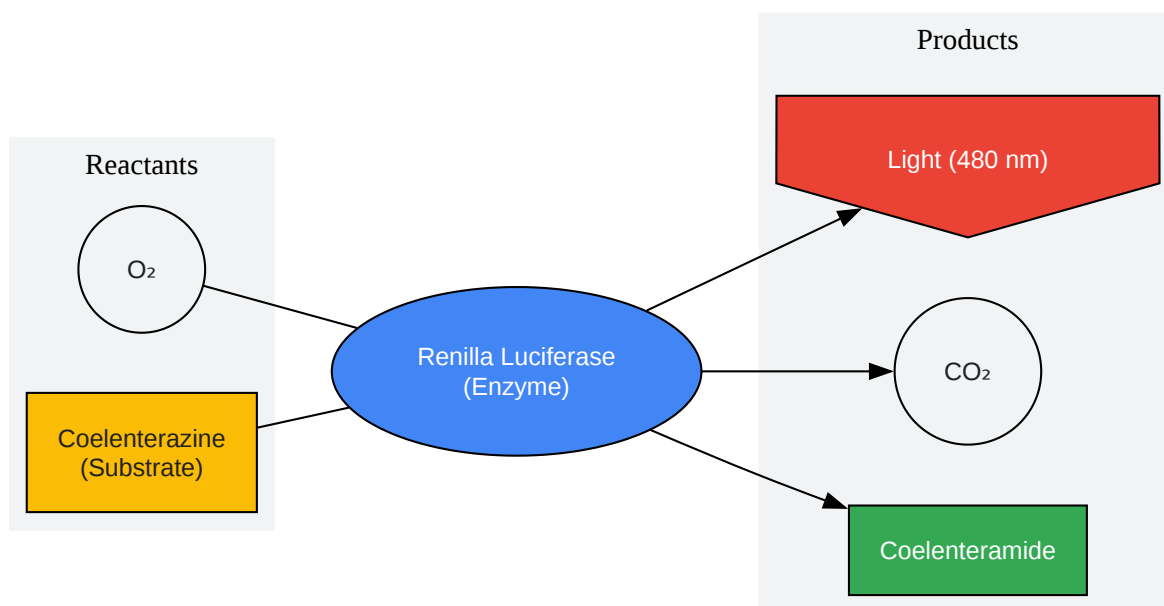 Reactants
O₂
Coelenterazine
(Substrate)
Renilla Luciferase
(Enzyme)
Products
Light (480 nm)
CO₂
Coelenteramide